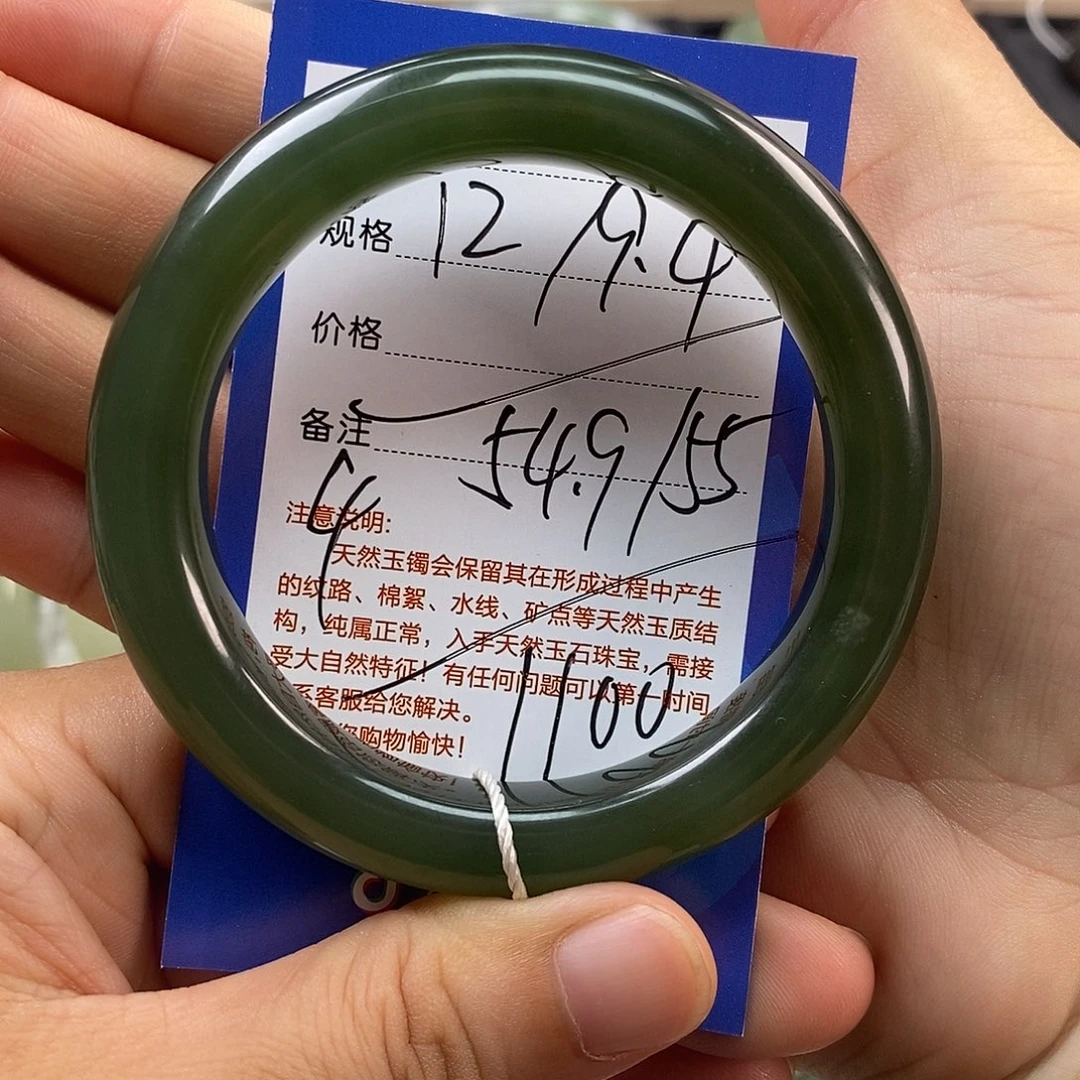 规格 12/9.4
价格
备注 54.9/55
注意说明:
天然玉镯会保留其在形成过程中产生
的纹路、棉絮、水线、矿点等天然玉质结
构，纯属正常，入手天然玉石珠宝，需接
受大自然特征！有任何问题可以第一时间
系客服给您解决。
您购物愉快！
1100